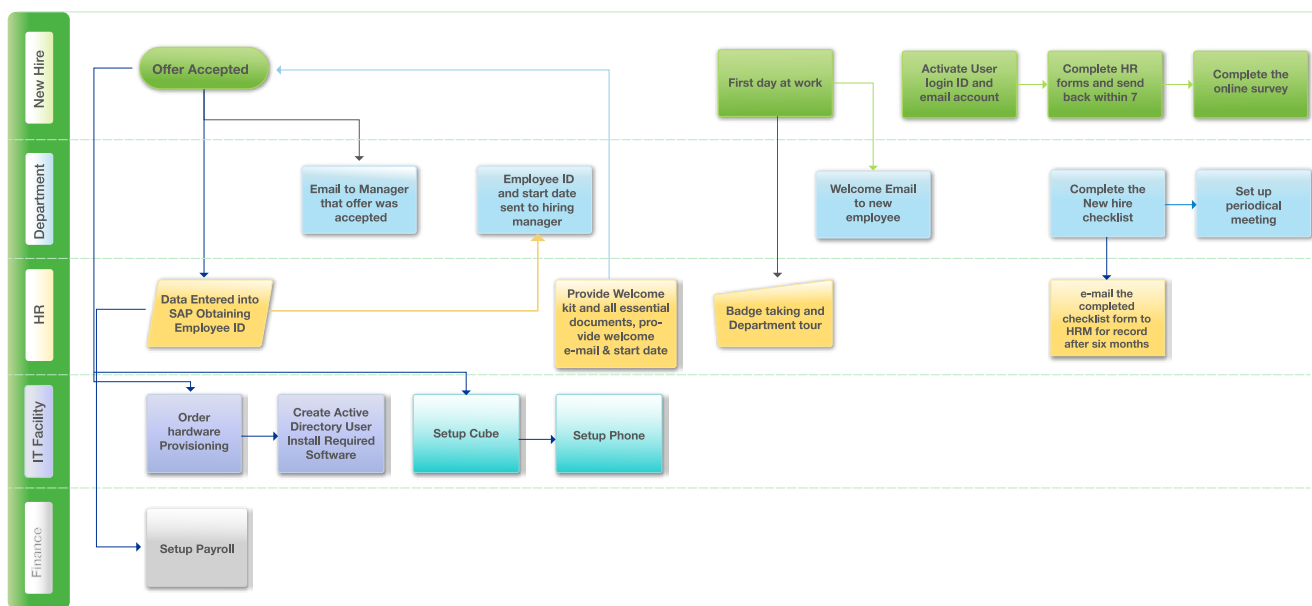 New Hire
Offer Accepted
First day at work
Activate User
login ID and
email account
Complete HR
forms and send
back within 7
Complete the
online survey
Department
Email to Manager
that offer was
accepted
Employee ID
and start date
sent to hiring
manager
Welcome Email
to new
employee
Complete the
New hire
checklist
Set up
periodical
meeting
HR
Data Entered into
SAP Obtaining
Employee ID
Provide Welcome
kit and all essential
documents, pro-
vide welcome
e-mail & start date
Badge taking and
Department tour
e-mail the
completed
checklist form to
HRM for record
after six months
IT Facility
Order
hardware
Provisioning
Create Active
Directory User
Install Required
Software
Setup Cube
Setup Phone
Finance
Setup Payroll